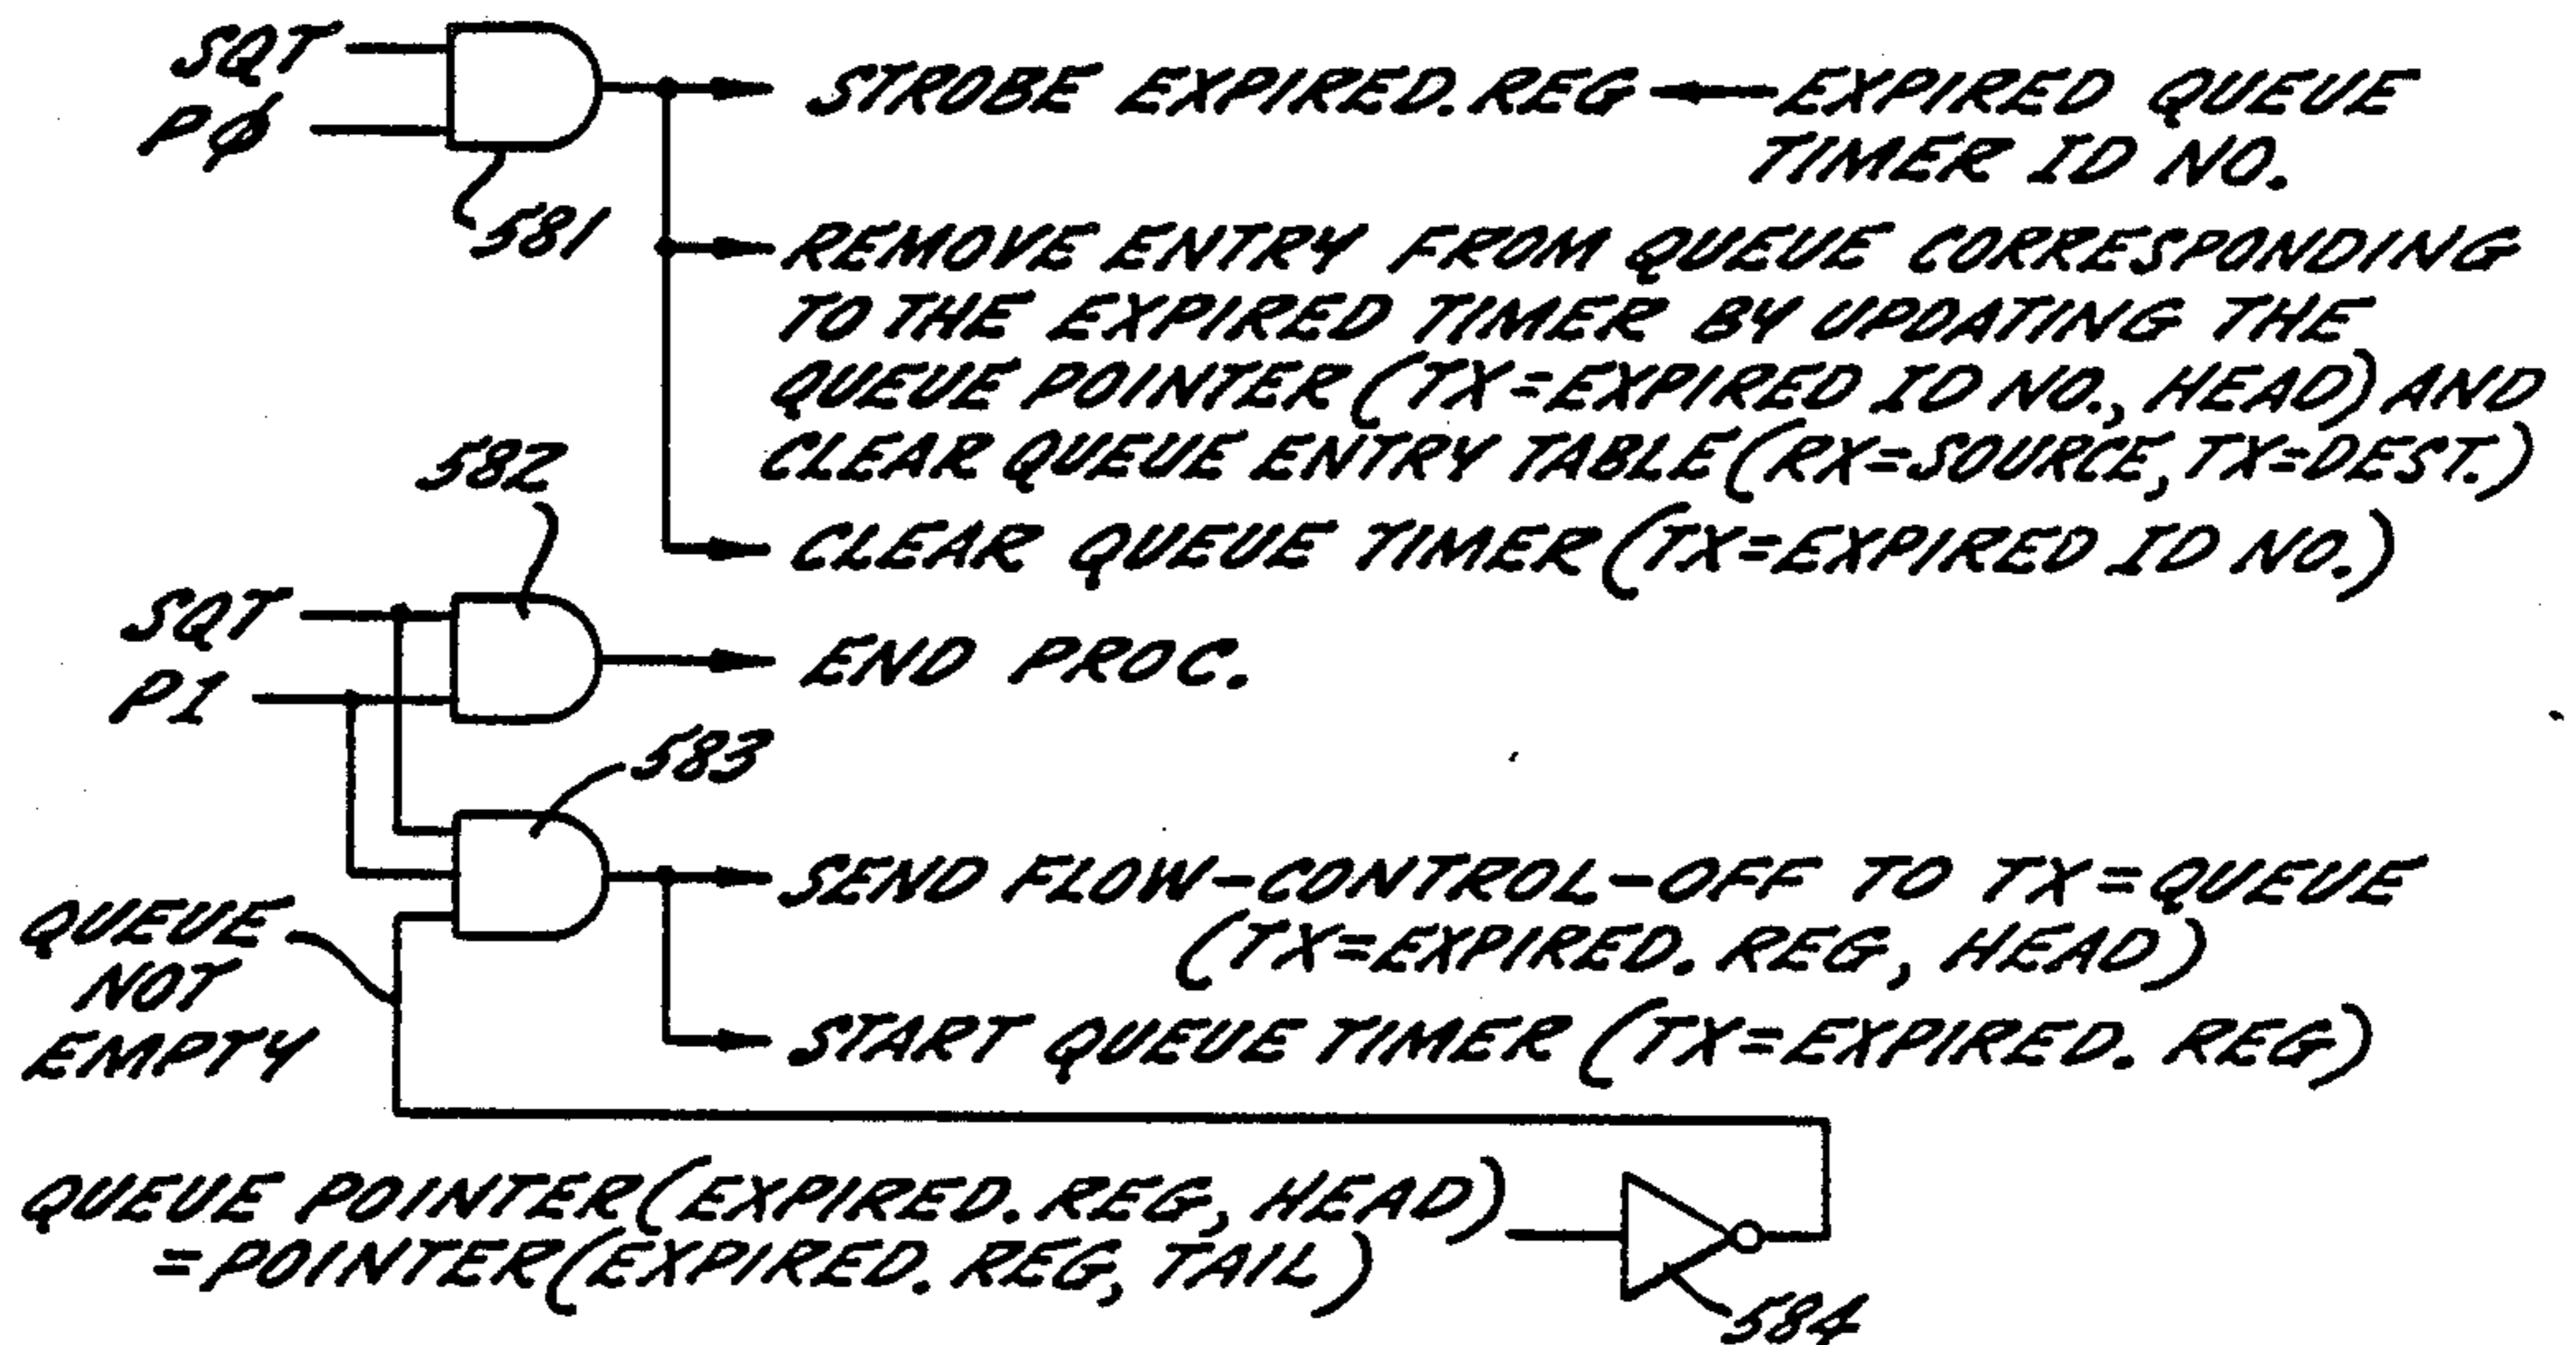 SQT
PØ
581
STROBE EXPIRED.REG ← EXPIRED QUEUE
TIMER ID NO.
REMOVE ENTRY FROM QUEUE CORRESPONDING
TO THE EXPIRED TIMER BY UPDATING THE
QUEUE POINTER (TX=EXPIRED ID NO., HEAD) AND
CLEAR QUEUE ENTRY TABLE (RX=SOURCE, TX=DEST.)
CLEAR QUEUE TIMER (TX=EXPIRED ID NO.)
582
SQT
P1
END PROC.
583
QUEUE
NOT
EMPTY
SEND FLOW-CONTROL-OFF TO TX=QUEUE
(TX=EXPIRED. REG, HEAD)
START QUEUE TIMER (TX=EXPIRED. REG)
QUEUE POINTER (EXPIRED. REG, HEAD)
=POINTER (EXPIRED. REG, TAIL)
584